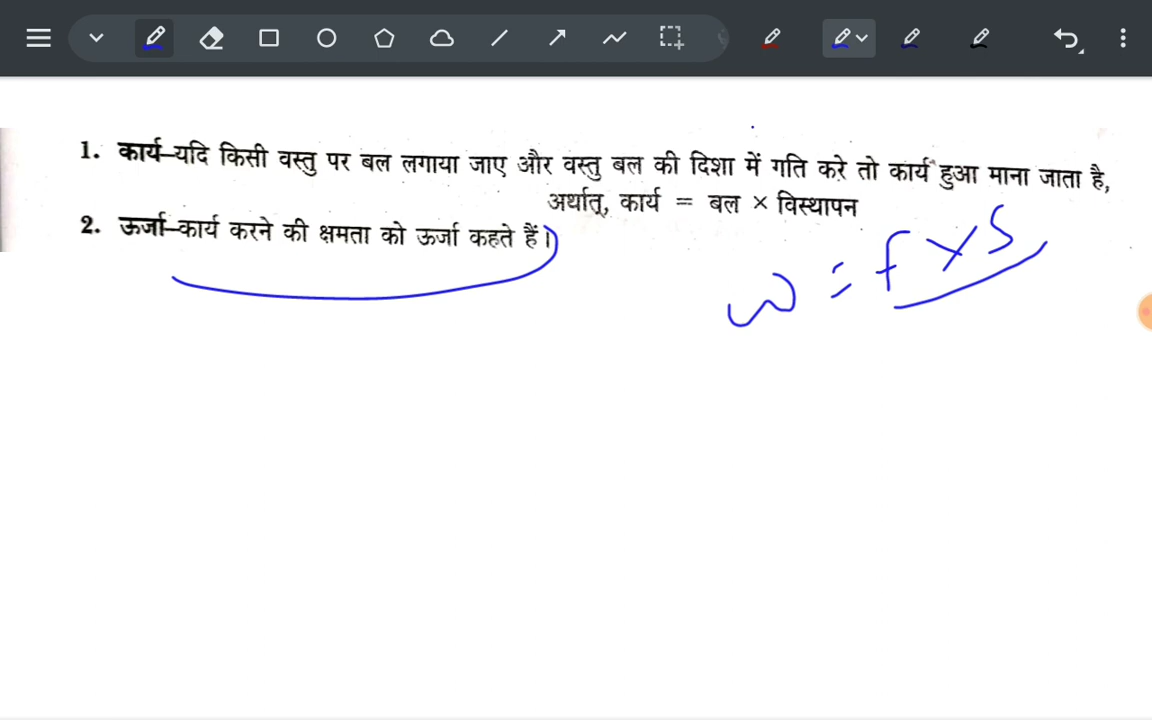 1. कार्य–यदि किसी वस्तु पर बल लगाया जाए और वस्तु बल की दिशा में गति करे तो कार्य हुआ माना जाता है,
अर्थात्, कार्य = बल × विस्थापन
2. ऊर्जा–कार्य करने की क्षमता को ऊर्जा कहते हैं।
w = f × s